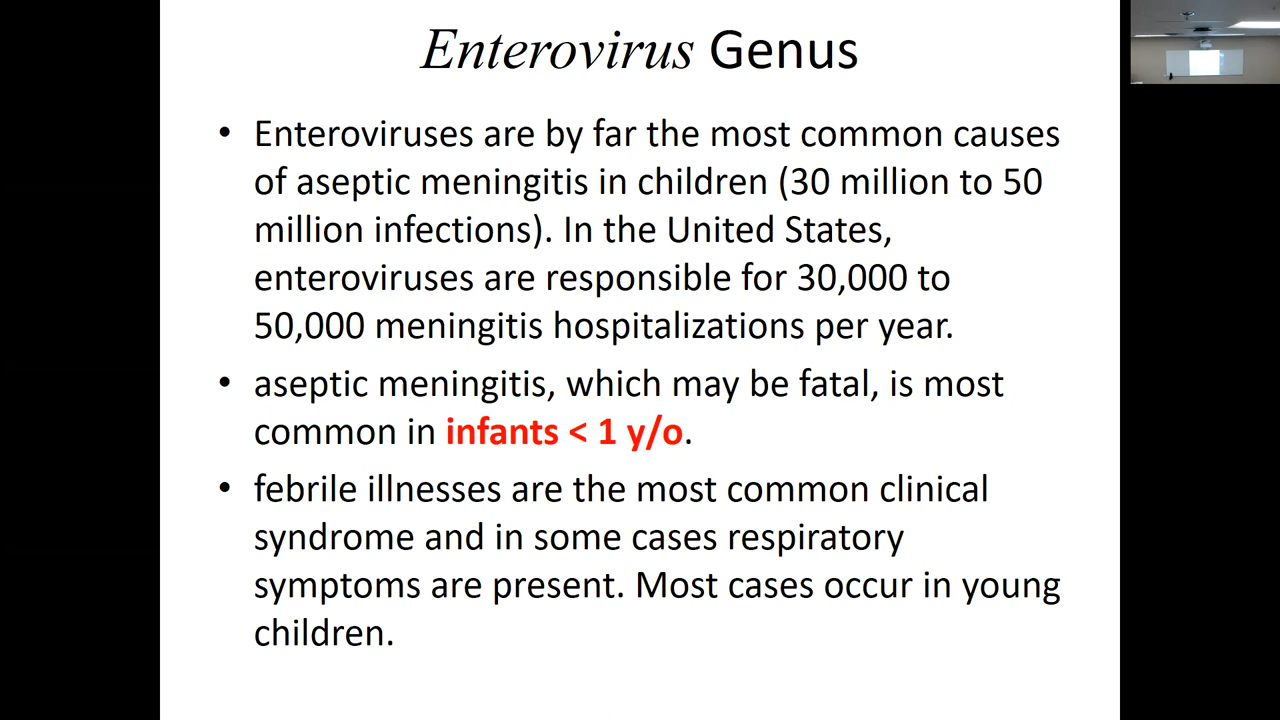 Enterovirus Genus
• Enteroviruses are by far the most common causes
of aseptic meningitis in children (30 million to 50
million infections). In the United States,
enteroviruses are responsible for 30,000 to
50,000 meningitis hospitalizations per year.
• aseptic meningitis, which may be fatal, is most
common in infants < 1 y/o.
• febrile illnesses are the most common clinical
syndrome and in some cases respiratory
symptoms are present. Most cases occur in young
children.